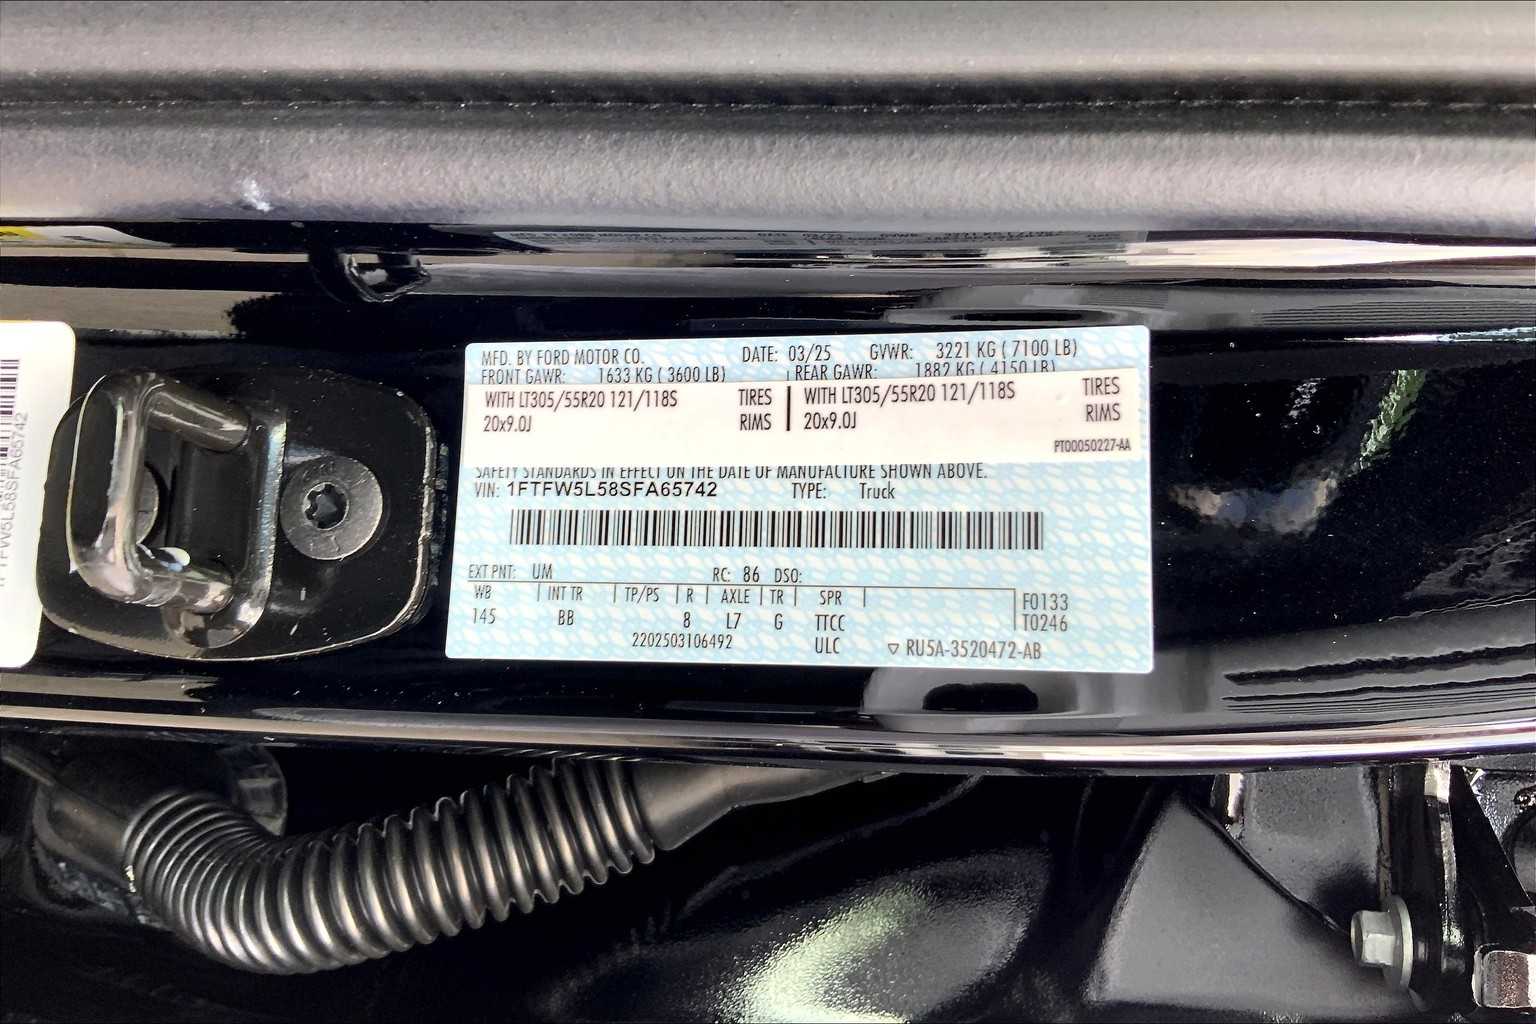 MFD. BY FORD MOTOR CO. DATE: 03/25 GVWR: 3221 KG ( 7100 LB)
FRONT GAWR: 1633 KG ( 3600 LB) REAR GAWR: 1882 KG ( 4150 LB)
WITH LT305/55R20 121/118S TIRES WITH LT305/55R20 121/118S TIRES
20x9.0J RIMS 20x9.0J RIMS
PT00050227-AA
SAFETY STANDARDS IN EFFECT ON THE DATE OF MANUFACTURE SHOWN ABOVE.
VIN: 1FTFW5L58SFA65742 TYPE: Truck
EXT PNT: UM RC: 86 DSO:
WB INT TR TP/PS R AXLE TR SPR F0133
145 BB 8 L7 G TTCC T0246
2202503106492 ULC RU5A-3520472-AB
1FTFW5L58SFA65742